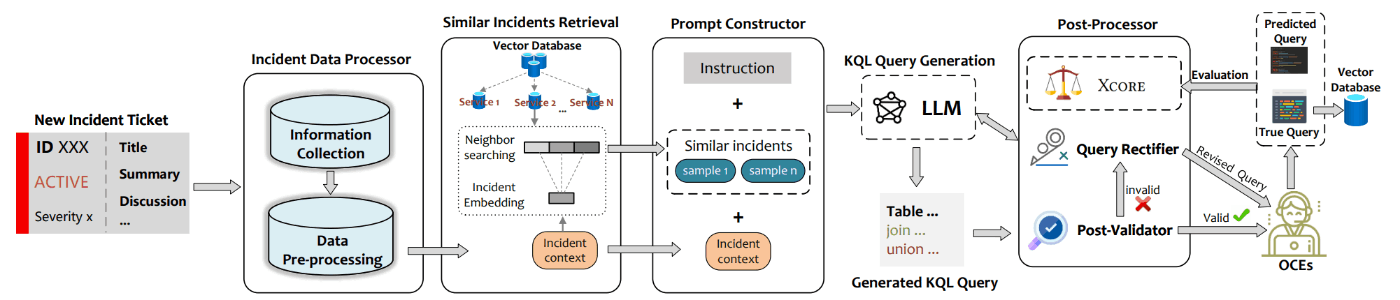 New Incident Ticket
ID XXX
ACTIVE
Severity x
Title
Summary
Discussion
...
Incident Data Processor
Information
Collection
Data
Pre-processing
Similar Incidents Retrieval
Vector Database
Service 1
Service 2
...
Service N
Neighbor
searching
Incident
Embedding
Incident
context
Prompt Constructor
Instruction
+
Similar incidents
sample 1
sample n
+
Incident
context
KQL Query Generation
LLM
Table ...
join ...
union ...
Generated KQL Query
Post-Processor
XCORE
Query Rectifier
invalid
Post-Validator
Evaluation
Revised Query
Valid
Predicted
Query
True Query
Vector
Database
OCEs